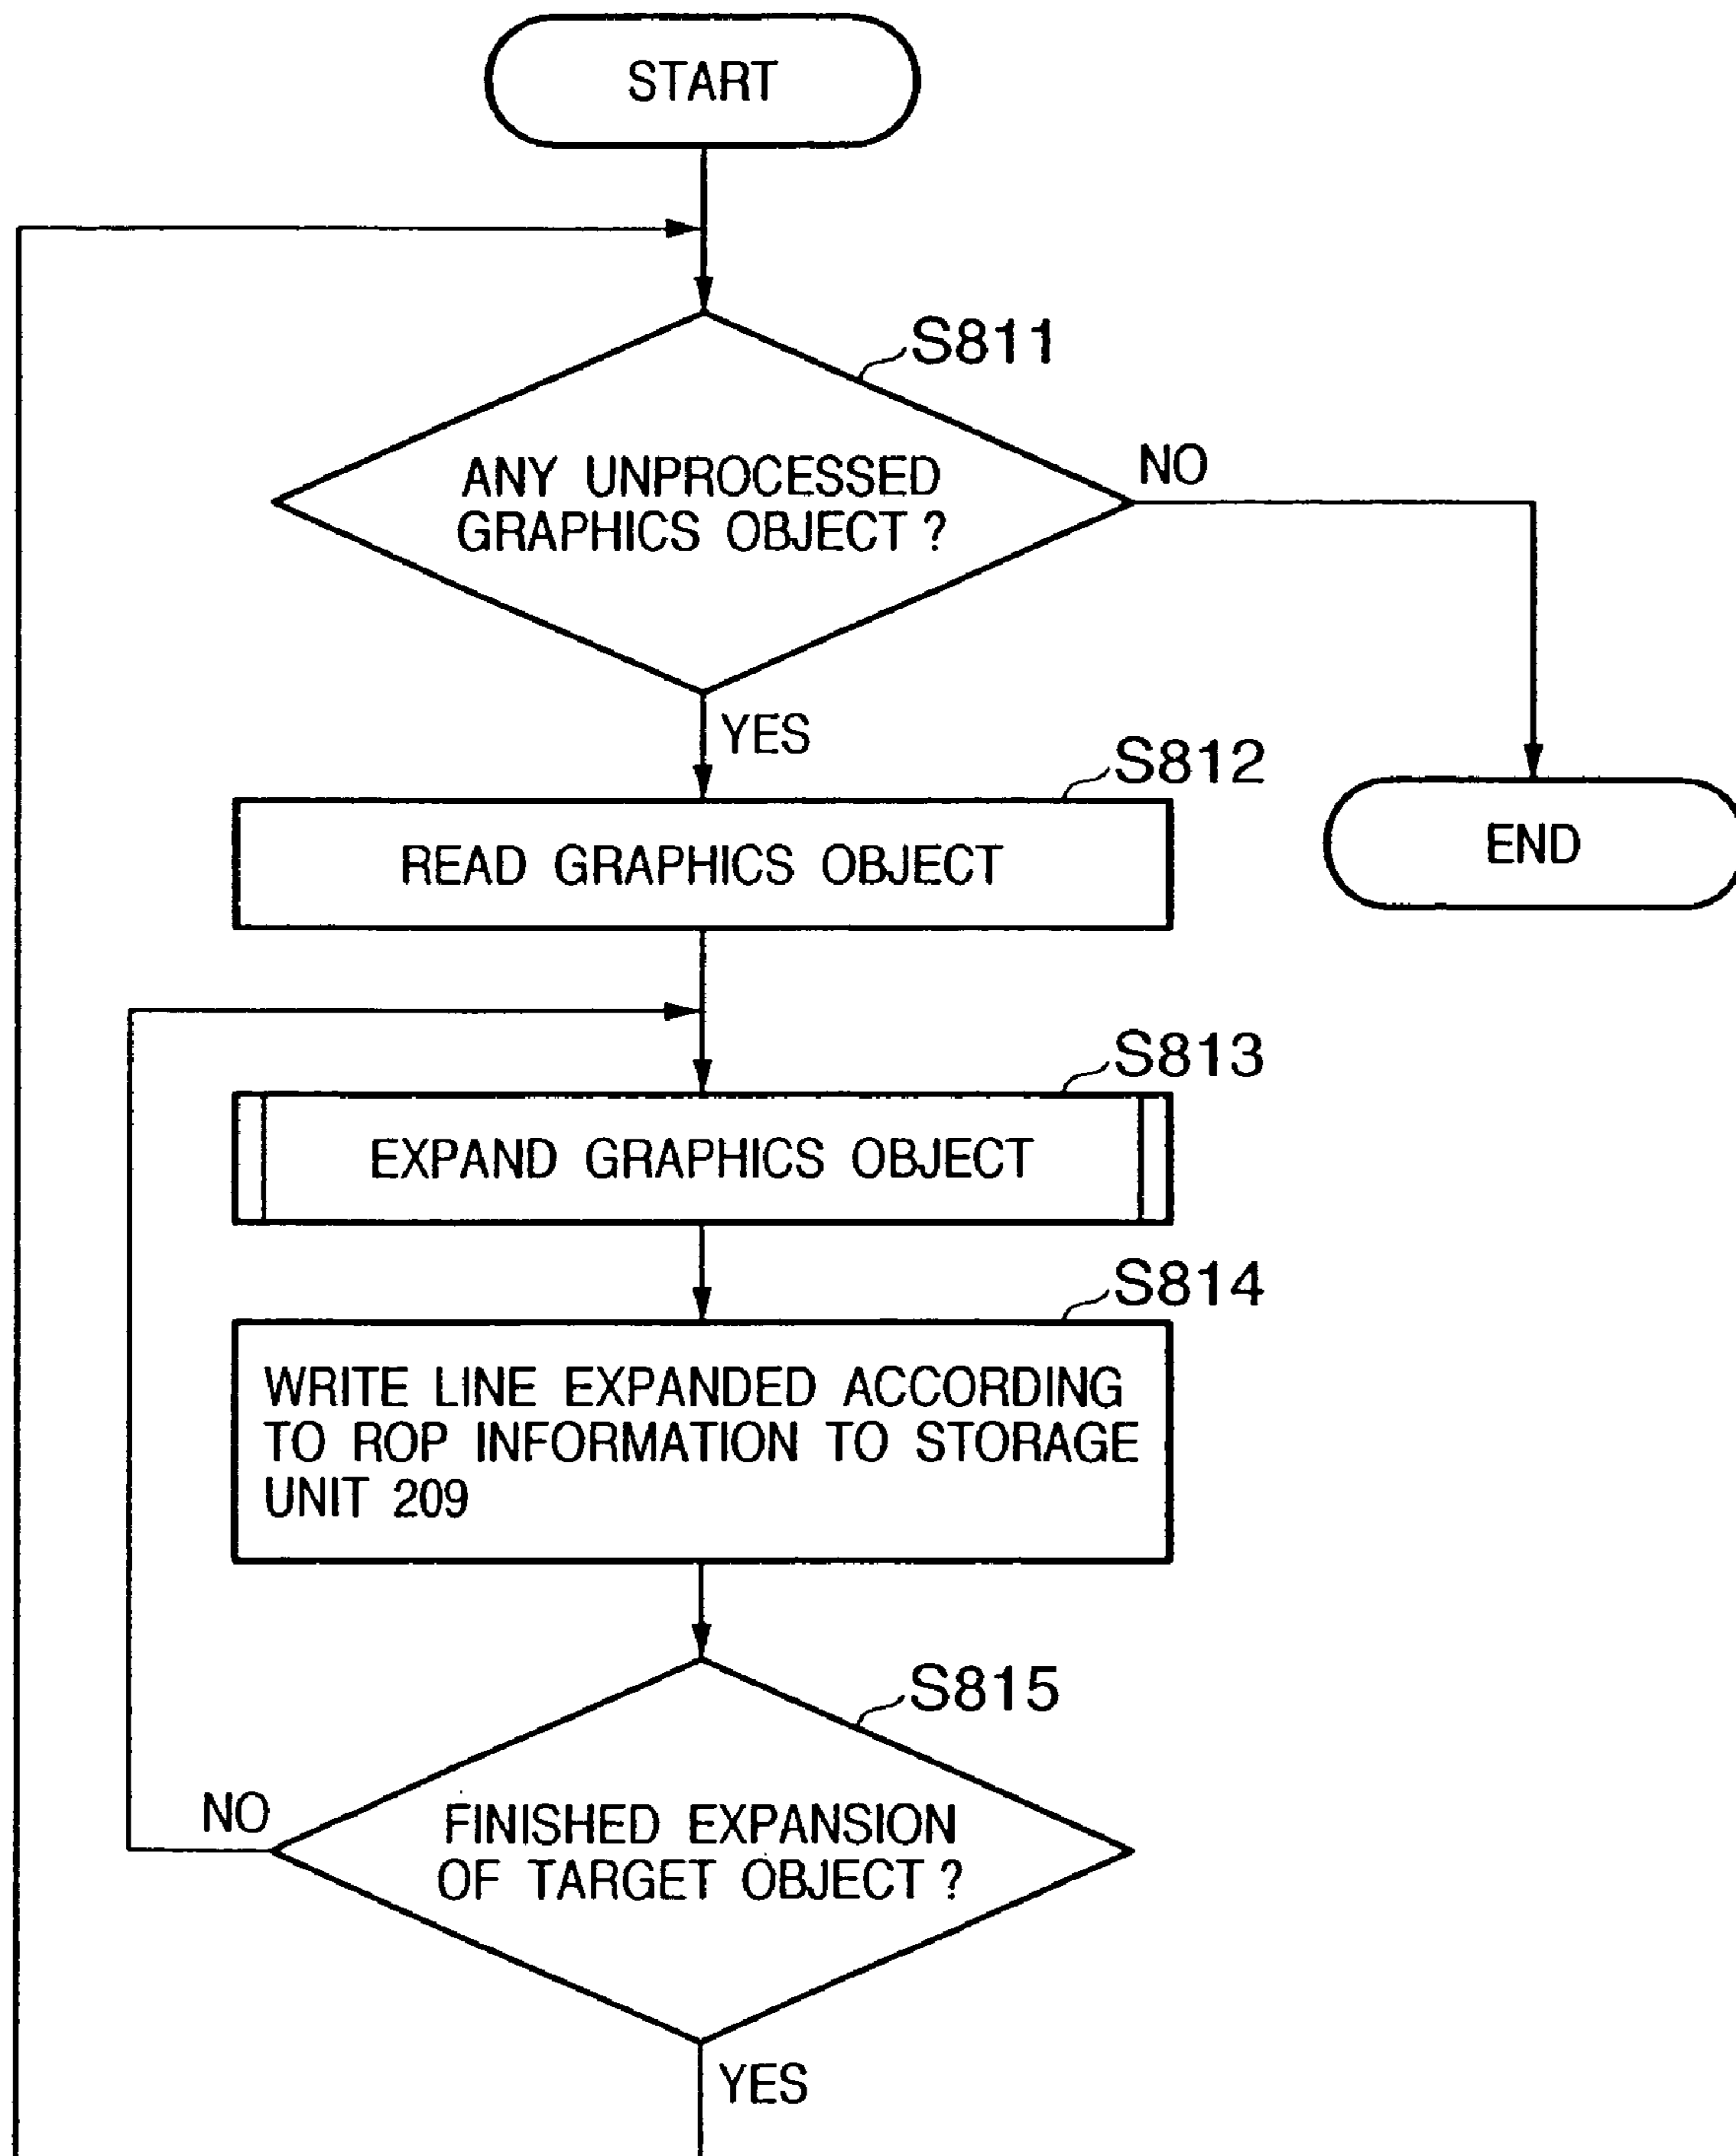 START
S811
ANY UNPROCESSED
GRAPHICS OBJECT ?
NO
YES
S812
READ GRAPHICS OBJECT
END
S813
EXPAND GRAPHICS OBJECT
S814
WRITE LINE EXPANDED ACCORDING
TO ROP INFORMATION TO STORAGE
UNIT 209
S815
NO
FINISHED EXPANSION
OF TARGET OBJECT ?
YES